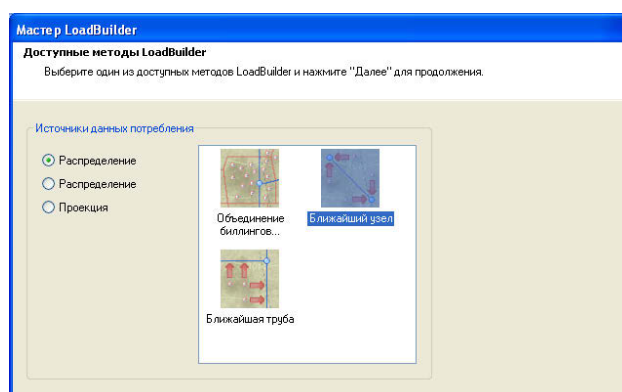 Мастер LoadBuilder
Доступные методы LoadBuilder
Выберите один из доступных методов LoadBuilder и нажмите "Далее" для продолжения.
Источники данных потребления
Распределение
Распределение
Проекция
Объединение
биллингов...
Ближайший узел
Ближайшая труба